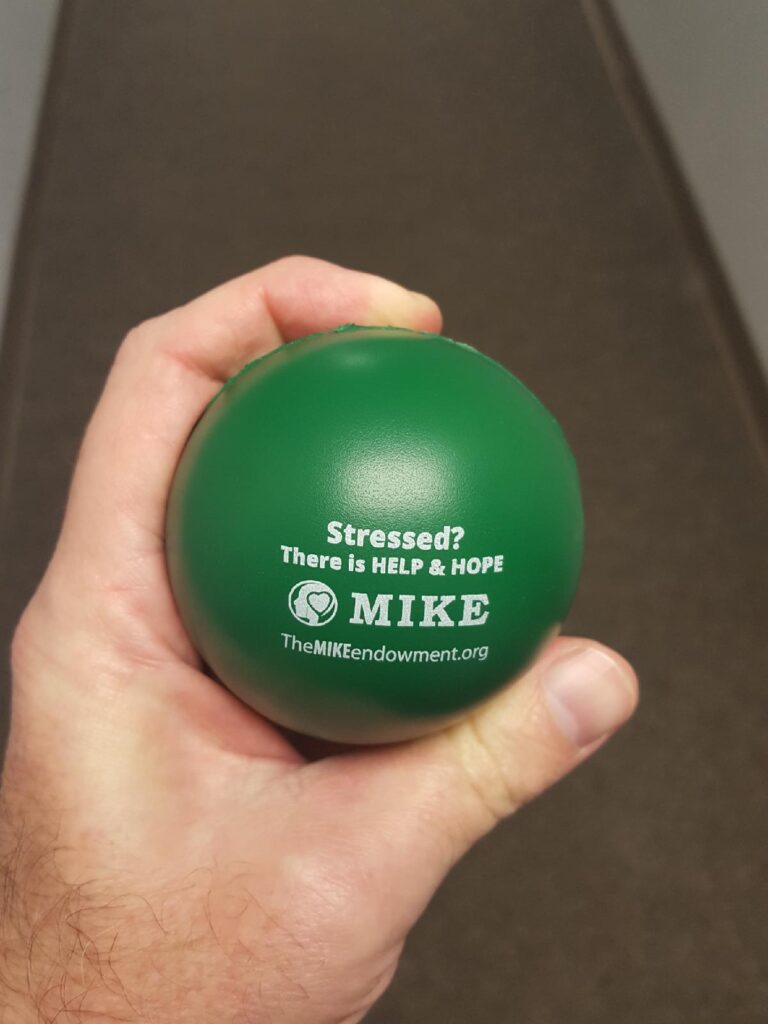 Stressed?
There is HELP & HOPE
MIKE
TheMIKEendowment.org